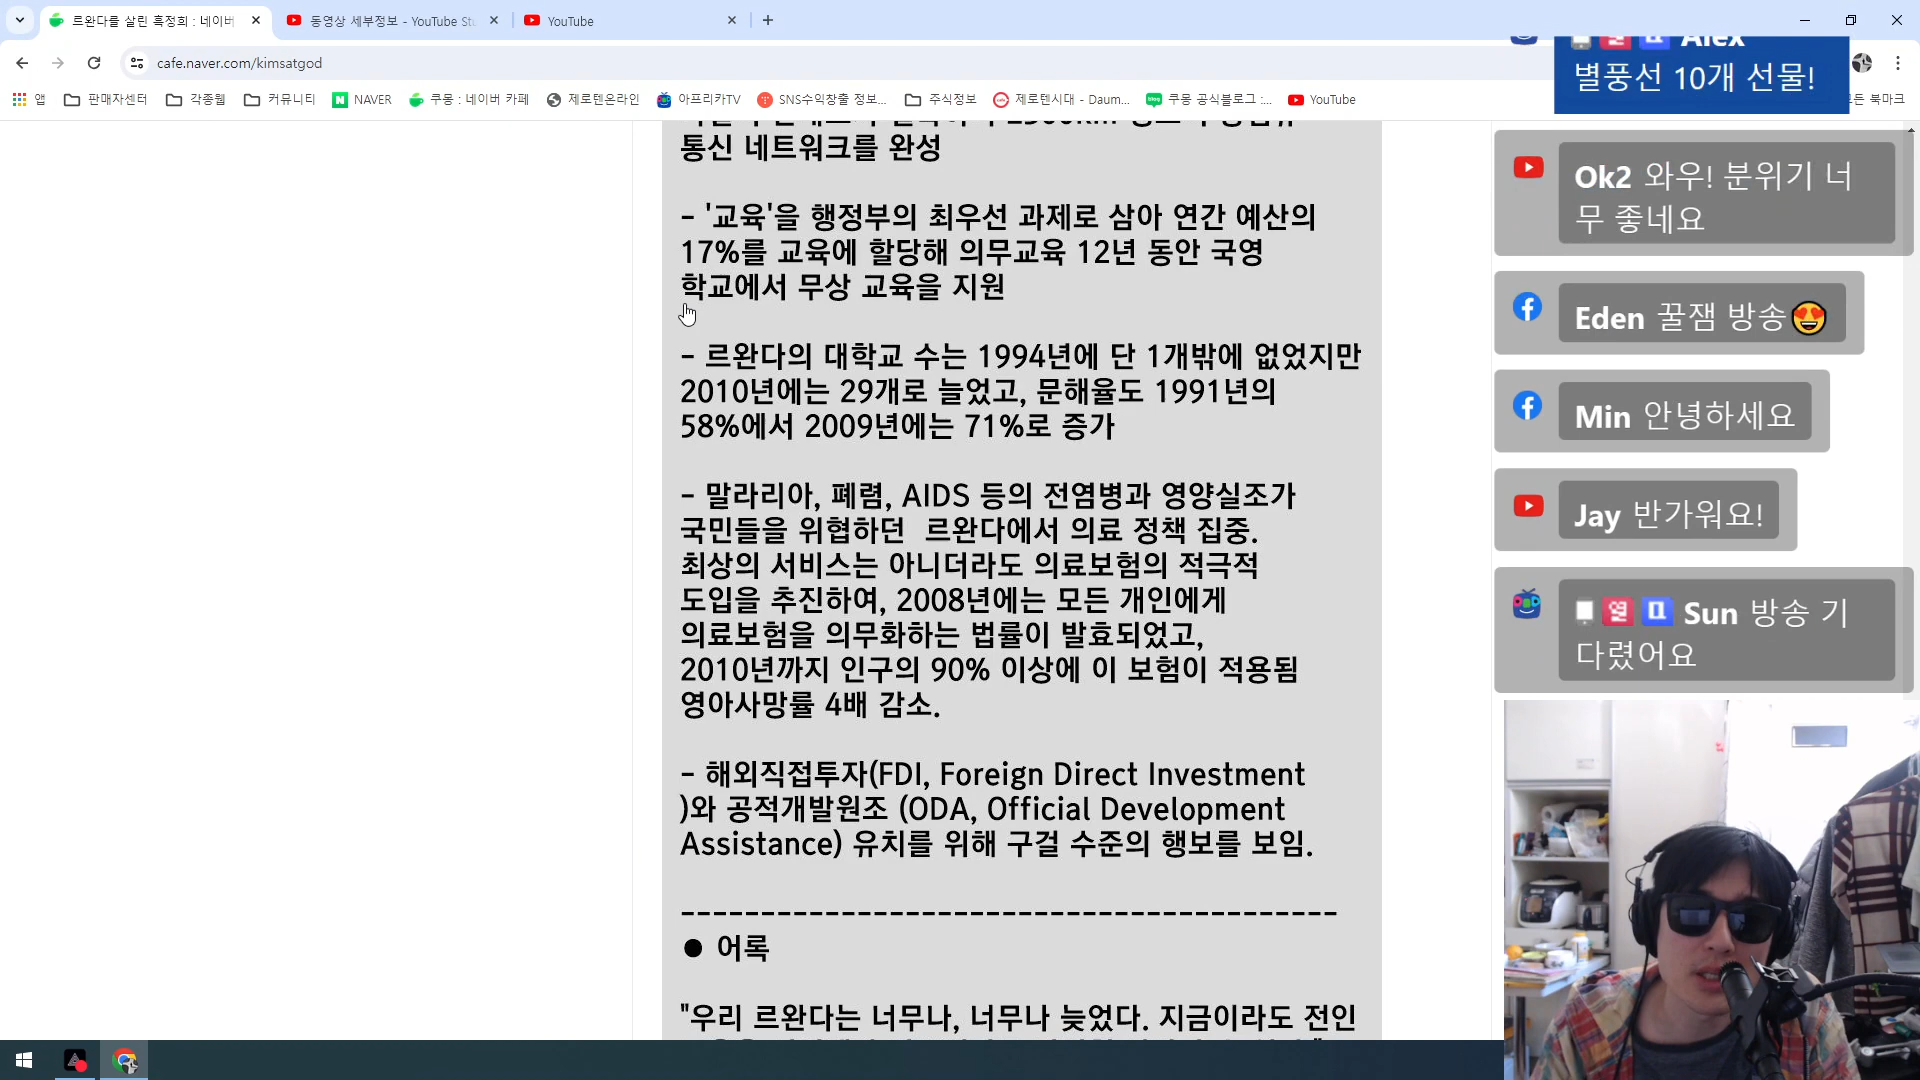 르완다를 살린 흑정희 : 네이버
동영상 세부정보 - YouTube Stu
YouTube
cafe.naver.com/kimsatgod
앱
판매자센터
각종웹
커뮤니티
NAVER
쿠몽 : 네이버 카페
제로텐온라인
아프리카TV
SNS수익창출 정보...
주식정보
제로텐시대 - Daum...
쿠몽 공식블로그 :...
YouTube
모든 북마크
Alex
별풍선 10개 선물!
통신 네트워크를 완성
- '교육'을 행정부의 최우선 과제로 삼아 연간 예산의
17%를 교육에 할당해 의무교육 12년 동안 국영
학교에서 무상 교육을 지원
- 르완다의 대학교 수는 1994년에 단 1개밖에 없었지만
2010년에는 29개로 늘었고, 문해율도 1991년의
58%에서 2009년에는 71%로 증가
- 말라리아, 폐렴, AIDS 등의 전염병과 영양실조가
국민들을 위협하던 르완다에서 의료 정책 집중.
최상의 서비스는 아니더라도 의료보험의 적극적
도입을 추진하여, 2008년에는 모든 개인에게
의료보험을 의무화하는 법률이 발효되었고,
2010년까지 인구의 90% 이상에 이 보험이 적용됨
영아사망률 4배 감소.
- 해외직접투자(FDI, Foreign Direct Investment
)와 공적개발원조 (ODA, Official Development
Assistance) 유치를 위해 구걸 수준의 행보를 보임.
-----------------------------------------
● 어록
"우리 르완다는 너무나, 너무나 늦었다. 지금이라도 전인
Ok2 와우! 분위기 너
무 좋네요
Eden 꿀잼 방송😍
Min 안녕하세요
Jay 반가워요!
열 Sun 방송 기
다렸어요